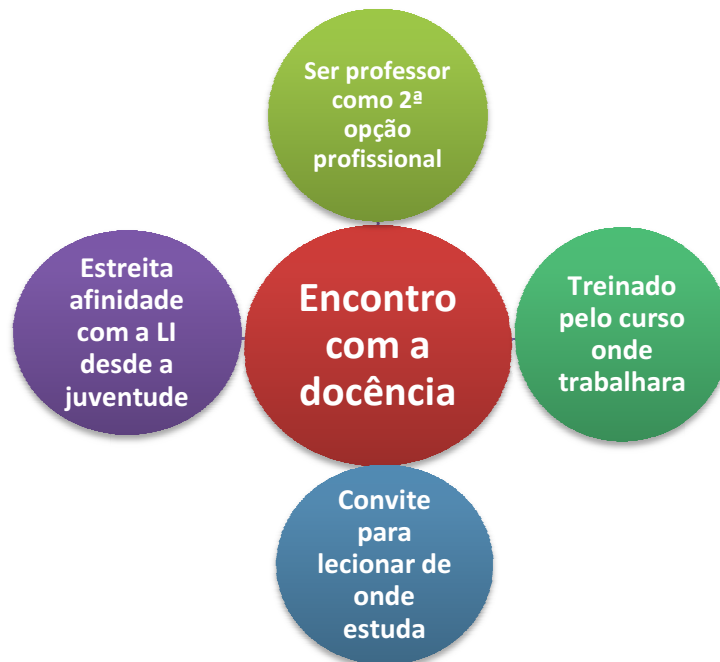 Ser professor
como 2ª
opção
profissional
Estreita
afinidade
com a LI
desde a
juventude
Encontro
com a
docência
Treinado
pelo curso
onde
trabalhara
Convite
para
lecionar de
onde
estuda